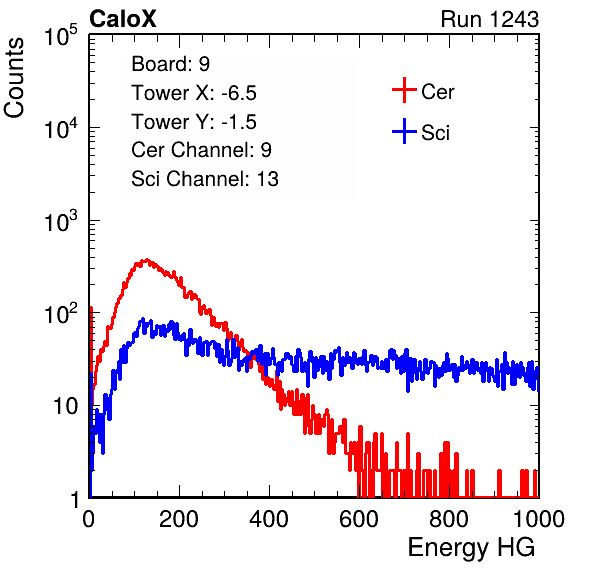 CaloX Run 1243
Counts
10^5
10^4
10^3
10^2
10
1
Board: 9
Tower X: -6.5
Tower Y: -1.5
Cer Channel: 9
Sci Channel: 13
Cer
Sci
0 200 400 600 800 1000
Energy HG